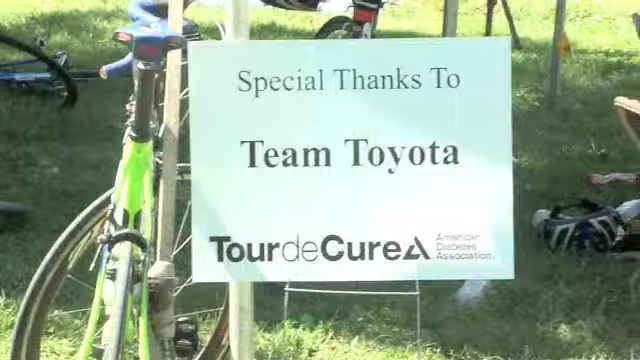 Special Thanks To
Team Toyota
TourdeCure
American
Diabetes
Association.